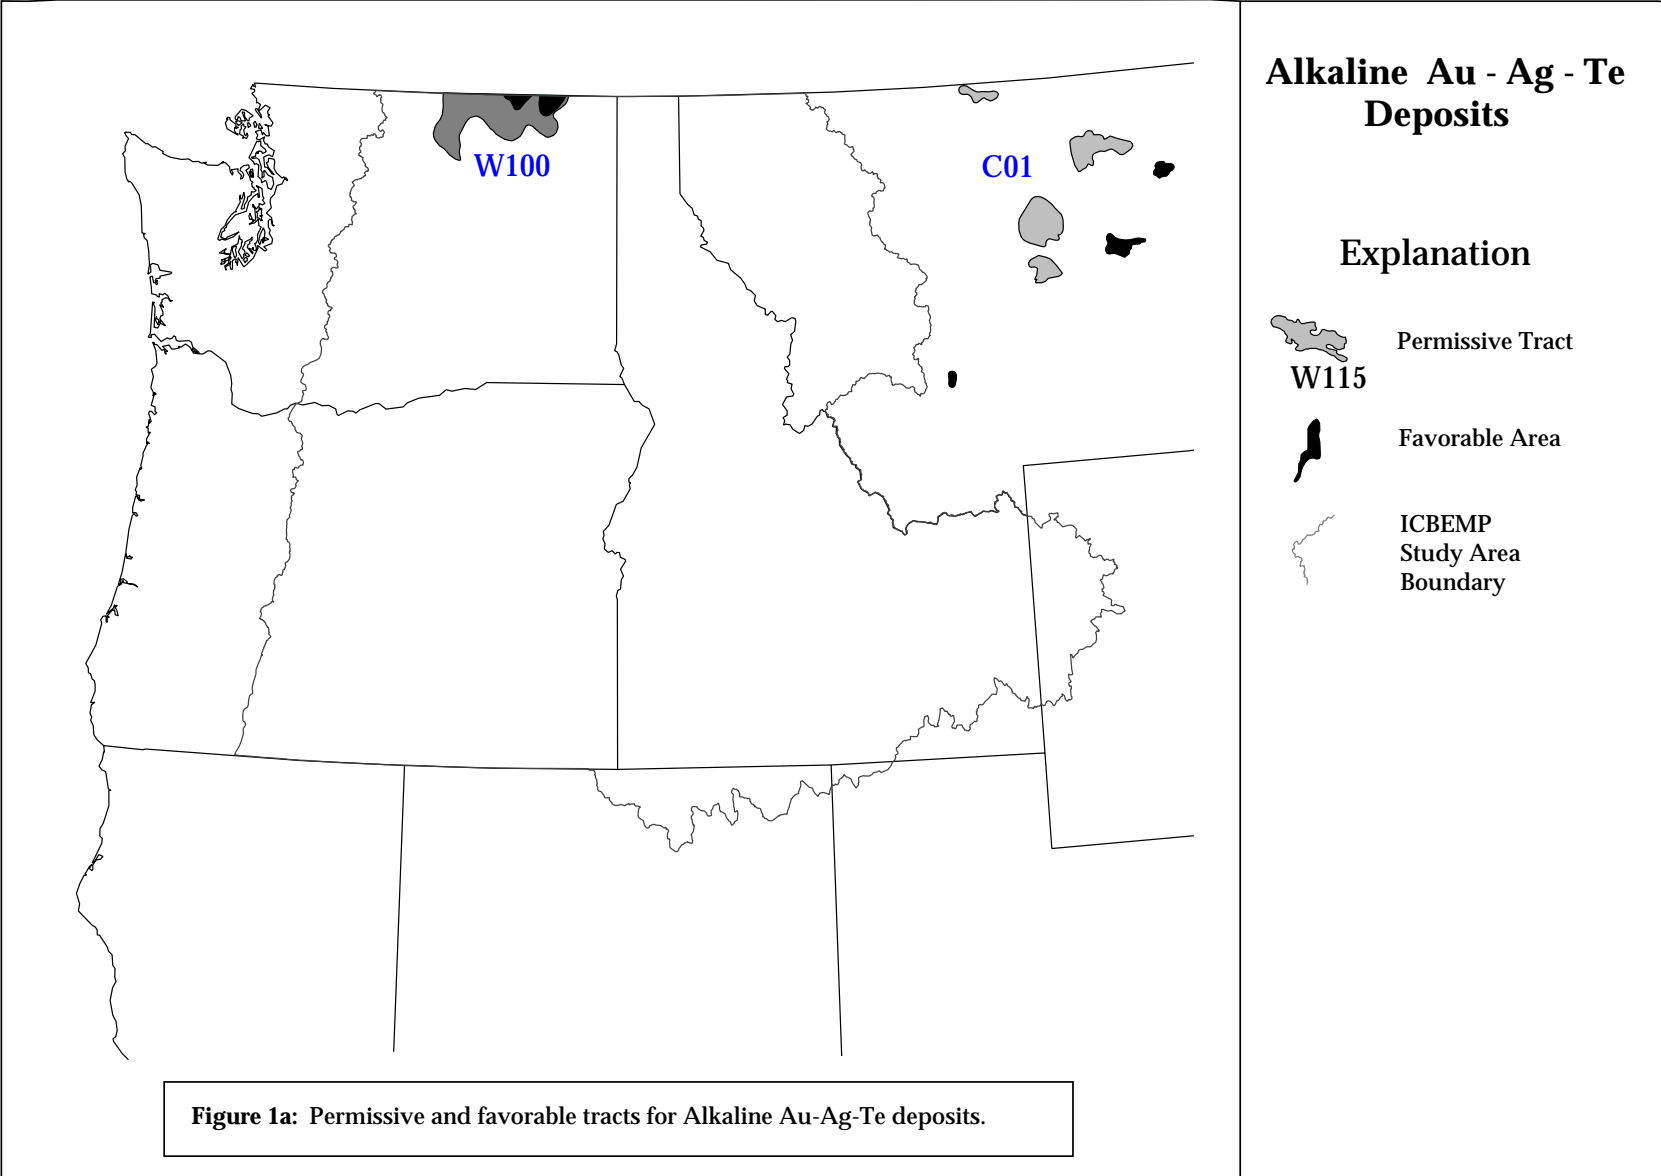 Alkaline Au - Ag - Te
Deposits
W100
C01
Explanation
Permissive Tract
W115
Favorable Area
ICBEMP
Study Area
Boundary
Figure 1a: Permissive and favorable tracts for Alkaline Au-Ag-Te deposits.